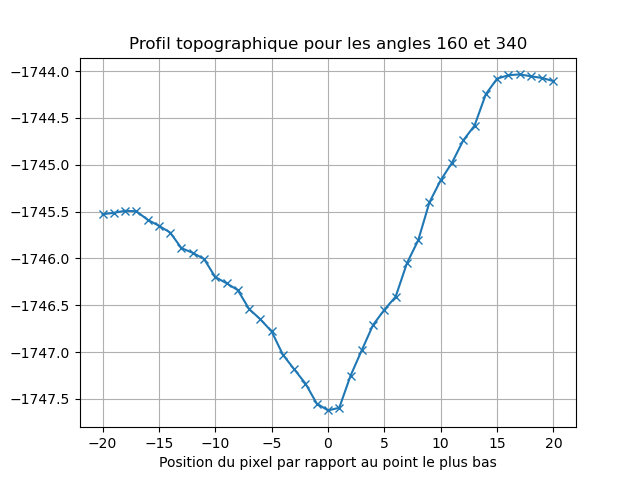 Profil topographique pour les angles 160 et 340
−1744.0
−1744.5
−1745.0
−1745.5
−1746.0
−1746.5
−1747.0
−1747.5
−20 −15 −10 −5 0 5 10 15 20
Position du pixel par rapport au point le plus bas